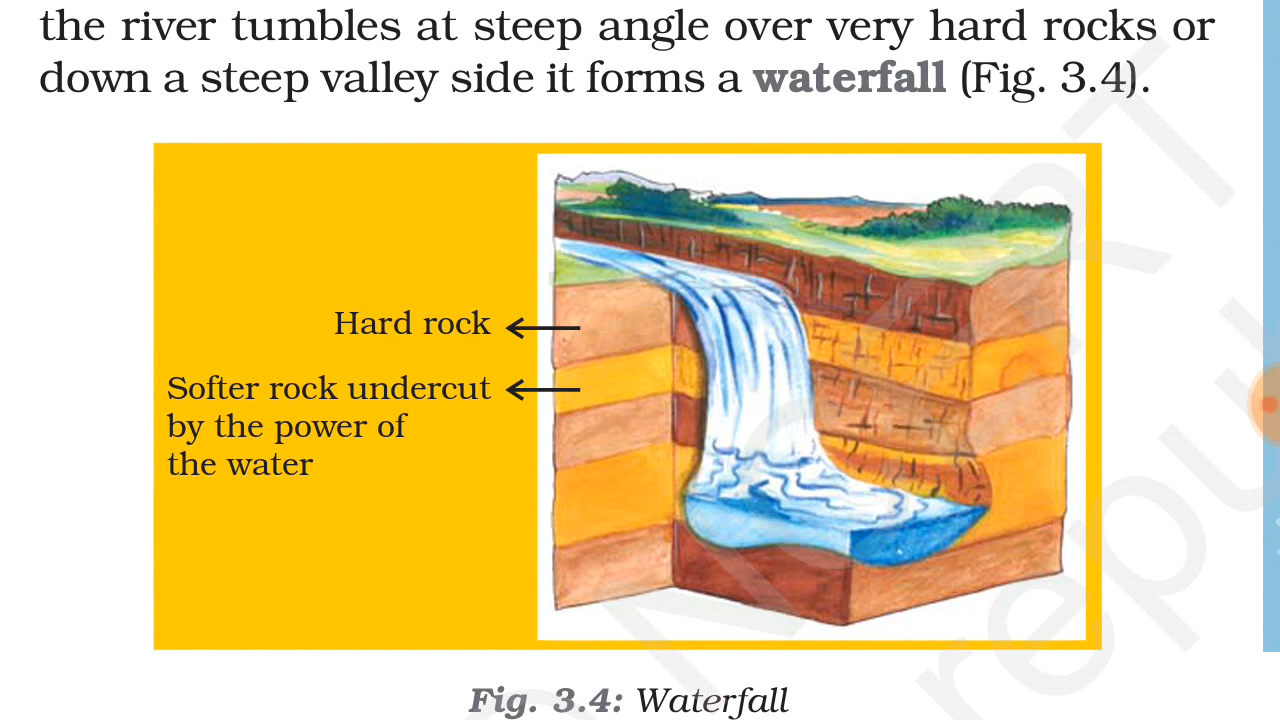 the river tumbles at steep angle over very hard rocks or
down a steep valley side it forms a waterfall (Fig. 3.4).
Hard rock
Softer rock undercut
by the power of
the water
Fig. 3.4: Waterfall